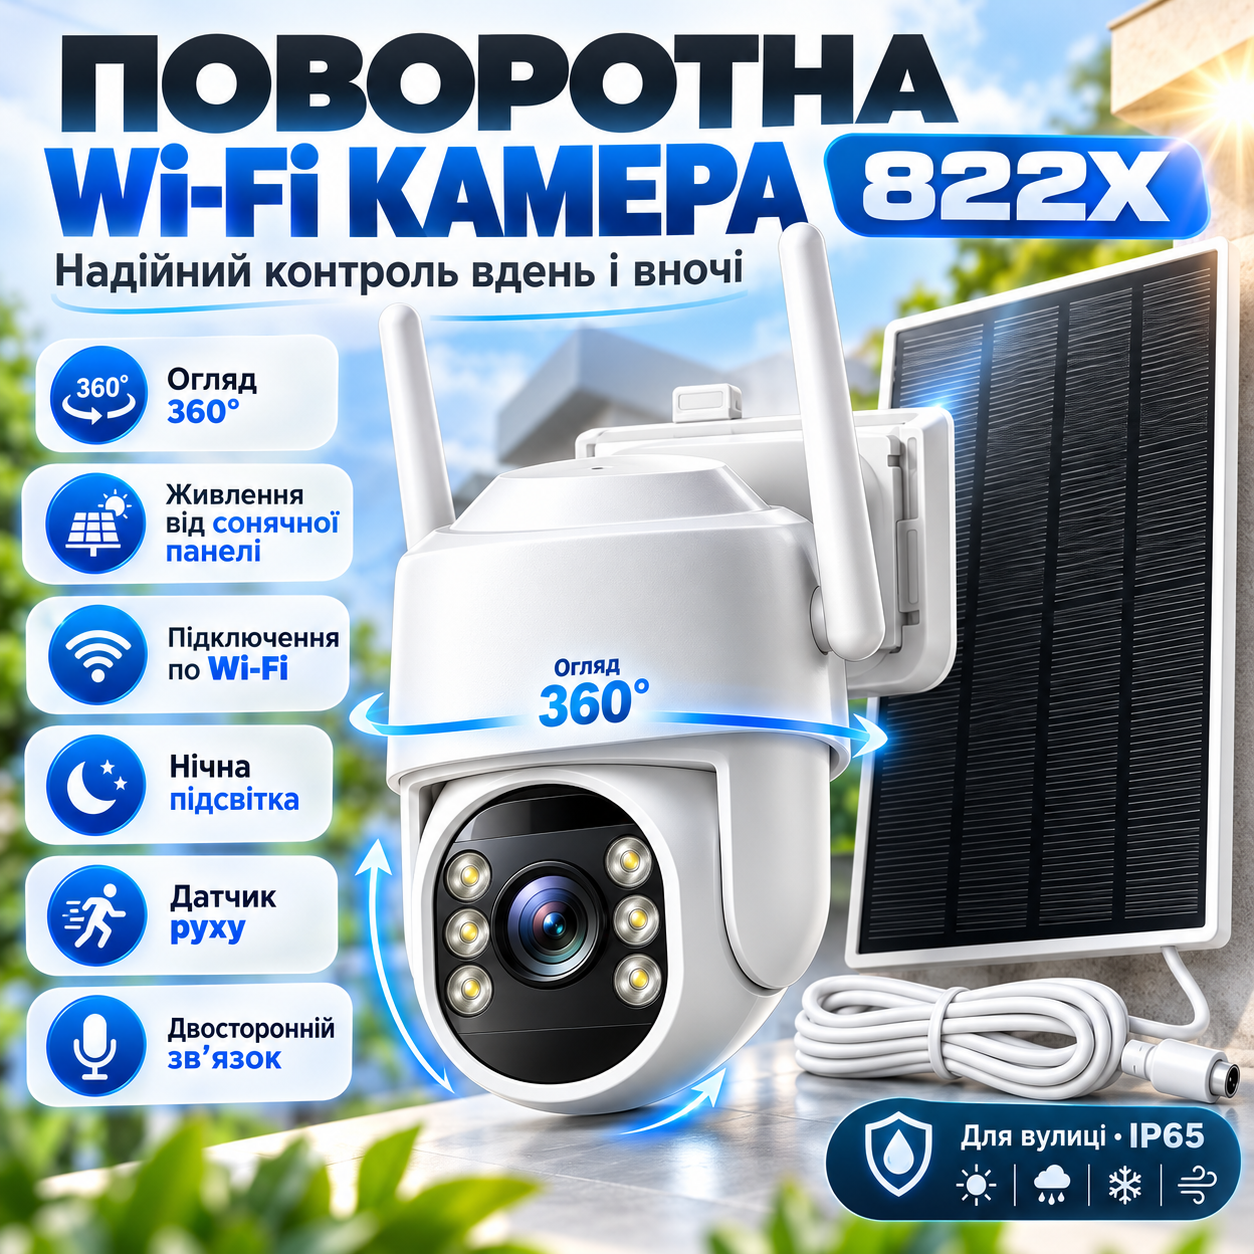 ПОВОРОТНА
Wi-Fi КАМЕРА
822X
Надійний контроль вдень і вночі
360°
Огляд
360°
Живлення
від сонячної
панелі
Підключення
по Wi-Fi
Нічна
підсвітка
Датчик
руху
Двосторонній
зв'язок
Огляд
360°
Для вулиці • IP65